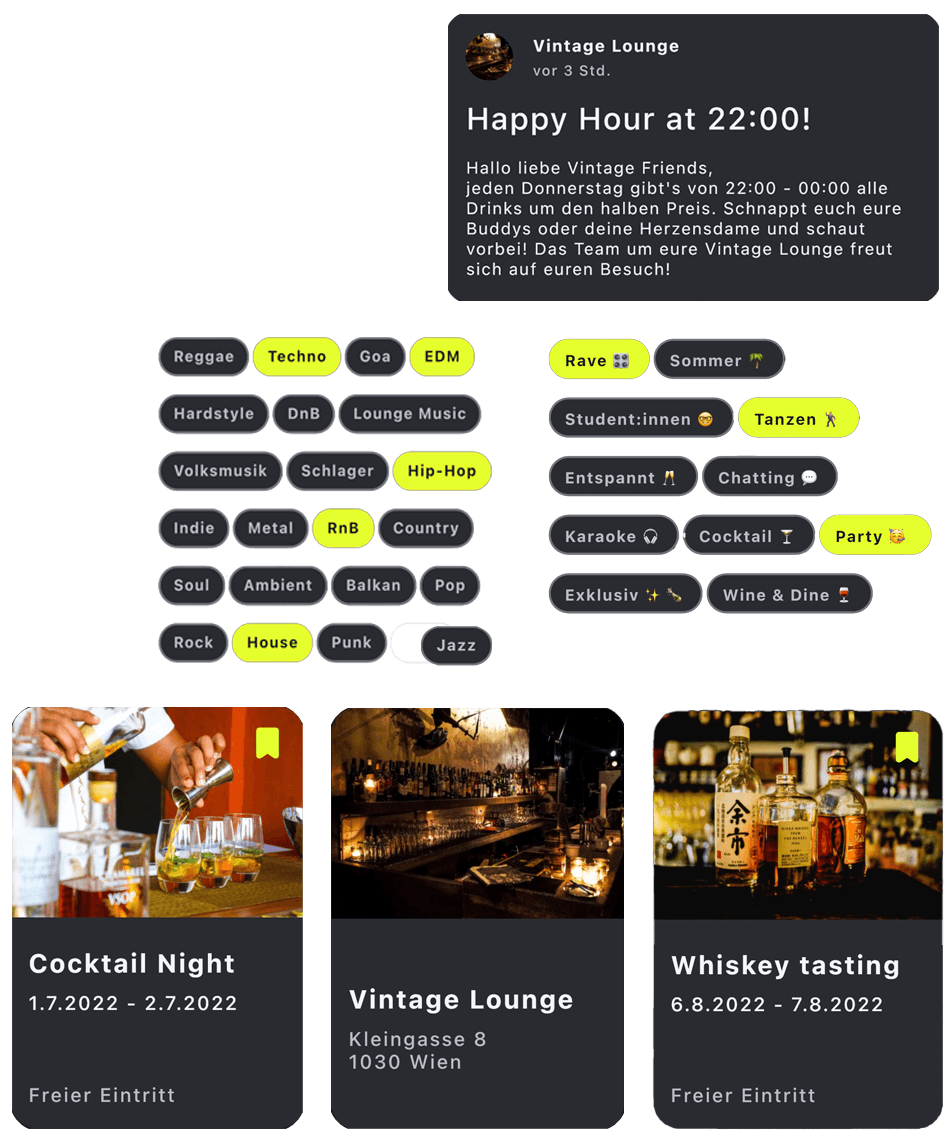 Vintage Lounge
vor 3 Std.
Happy Hour at 22:00!
Hallo liebe Vintage Friends,
jeden Donnerstag gibt's von 22:00 - 00:00 alle
Drinks um den halben Preis. Schnappt euch eure
Buddys oder deine Herzensdame und schaut
vorbei! Das Team um eure Vintage Lounge freut
sich auf euren Besuch!
Reggae Techno Goa EDM
Hardstyle DnB Lounge Music
Volksmusik Schlager Hip-Hop
Indie Metal RnB Country
Soul Ambient Balkan Pop
Rock House Punk Jazz
Rave 🎛️ Sommer 🌴
Student:innen 🤓 Tanzen 🕺
Entspannt 🥂 Chatting 💬
Karaoke 🎧 Cocktail 🍸 Party 🥳
Exklusiv ✨ 🍾 Wine & Dine 🍷
VSOP
Cocktail Night
1.7.2022 - 2.7.2022
Freier Eintritt
Vintage Lounge
Kleingasse 8
1030 Wien
余市
Whiskey tasting
6.8.2022 - 7.8.2022
Freier Eintritt